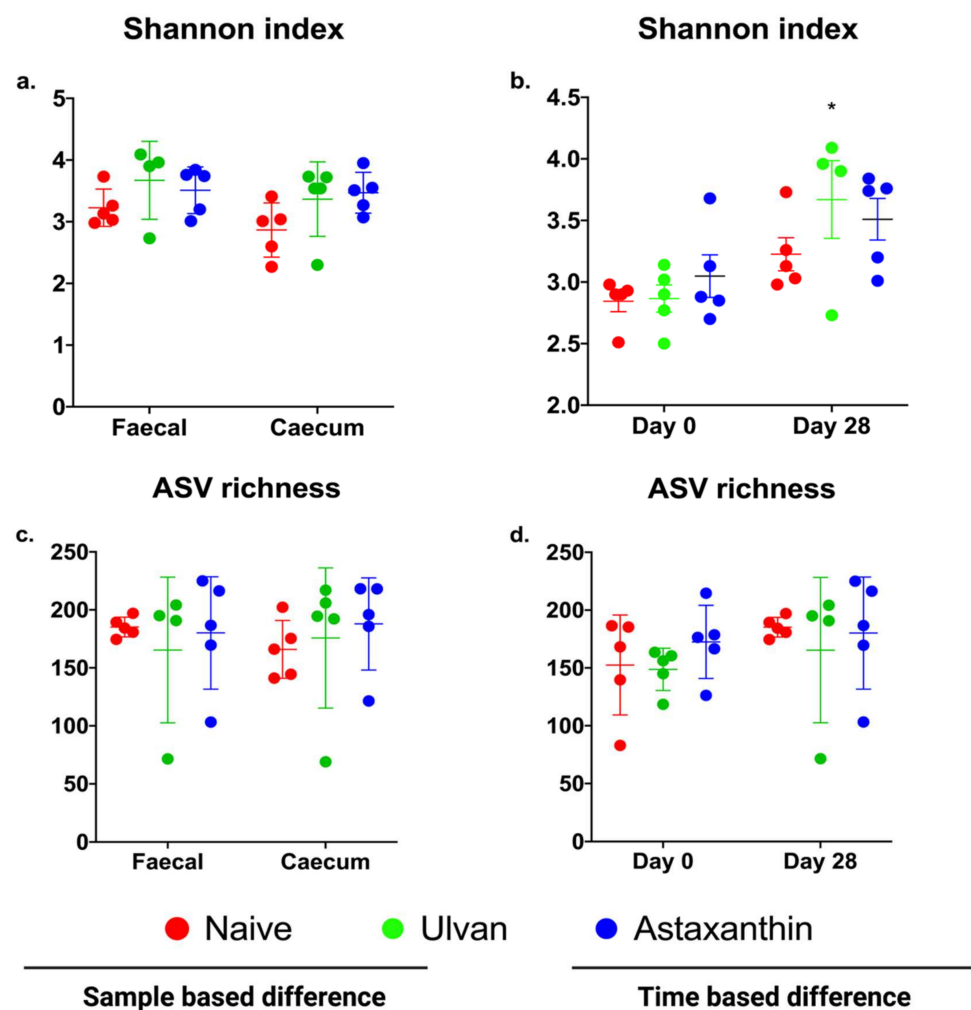 Shannon index
a.
5
4
3
2
1
0
Faecal Caecum
Shannon index
b.
4.5
*
4.0
3.5
3.0
2.5
2.0
Day 0 Day 28
ASV richness
c.
250
200
150
100
50
0
Faecal Caecum
ASV richness
d.
250
200
150
100
50
0
Day 0 Day 28
Naive Ulvan Astaxanthin
Sample based difference
Time based difference